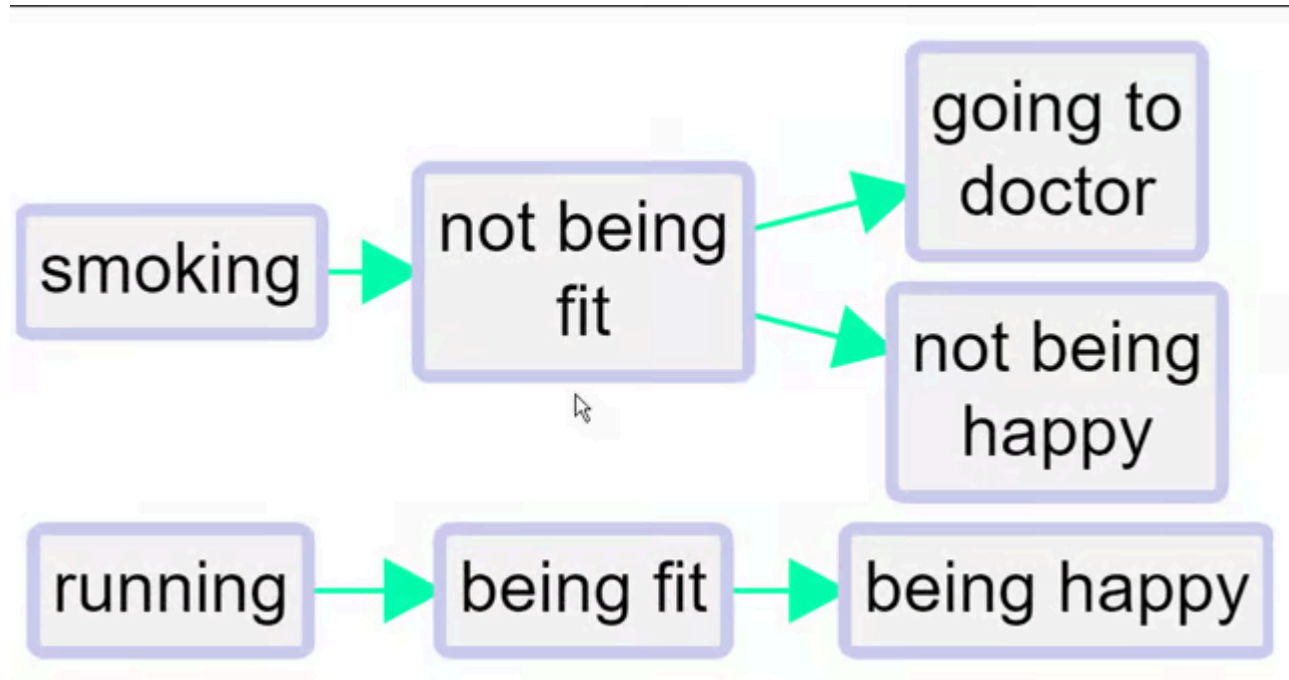 smoking
not being
fit
going to
doctor
not being
happy
running
being fit
being happy